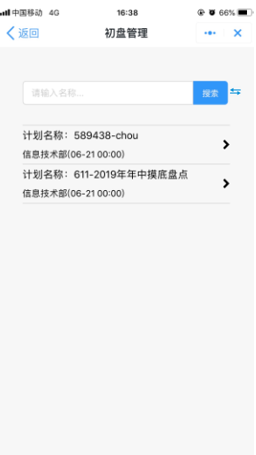 中国移动 4G 16:38 66%
返回 初盘管理
请输入名称... 搜索
计划名称：589438-chou
信息技术部(06-21 00:00)
计划名称：611-2019年年中摸底盘点
信息技术部(06-21 00:00)